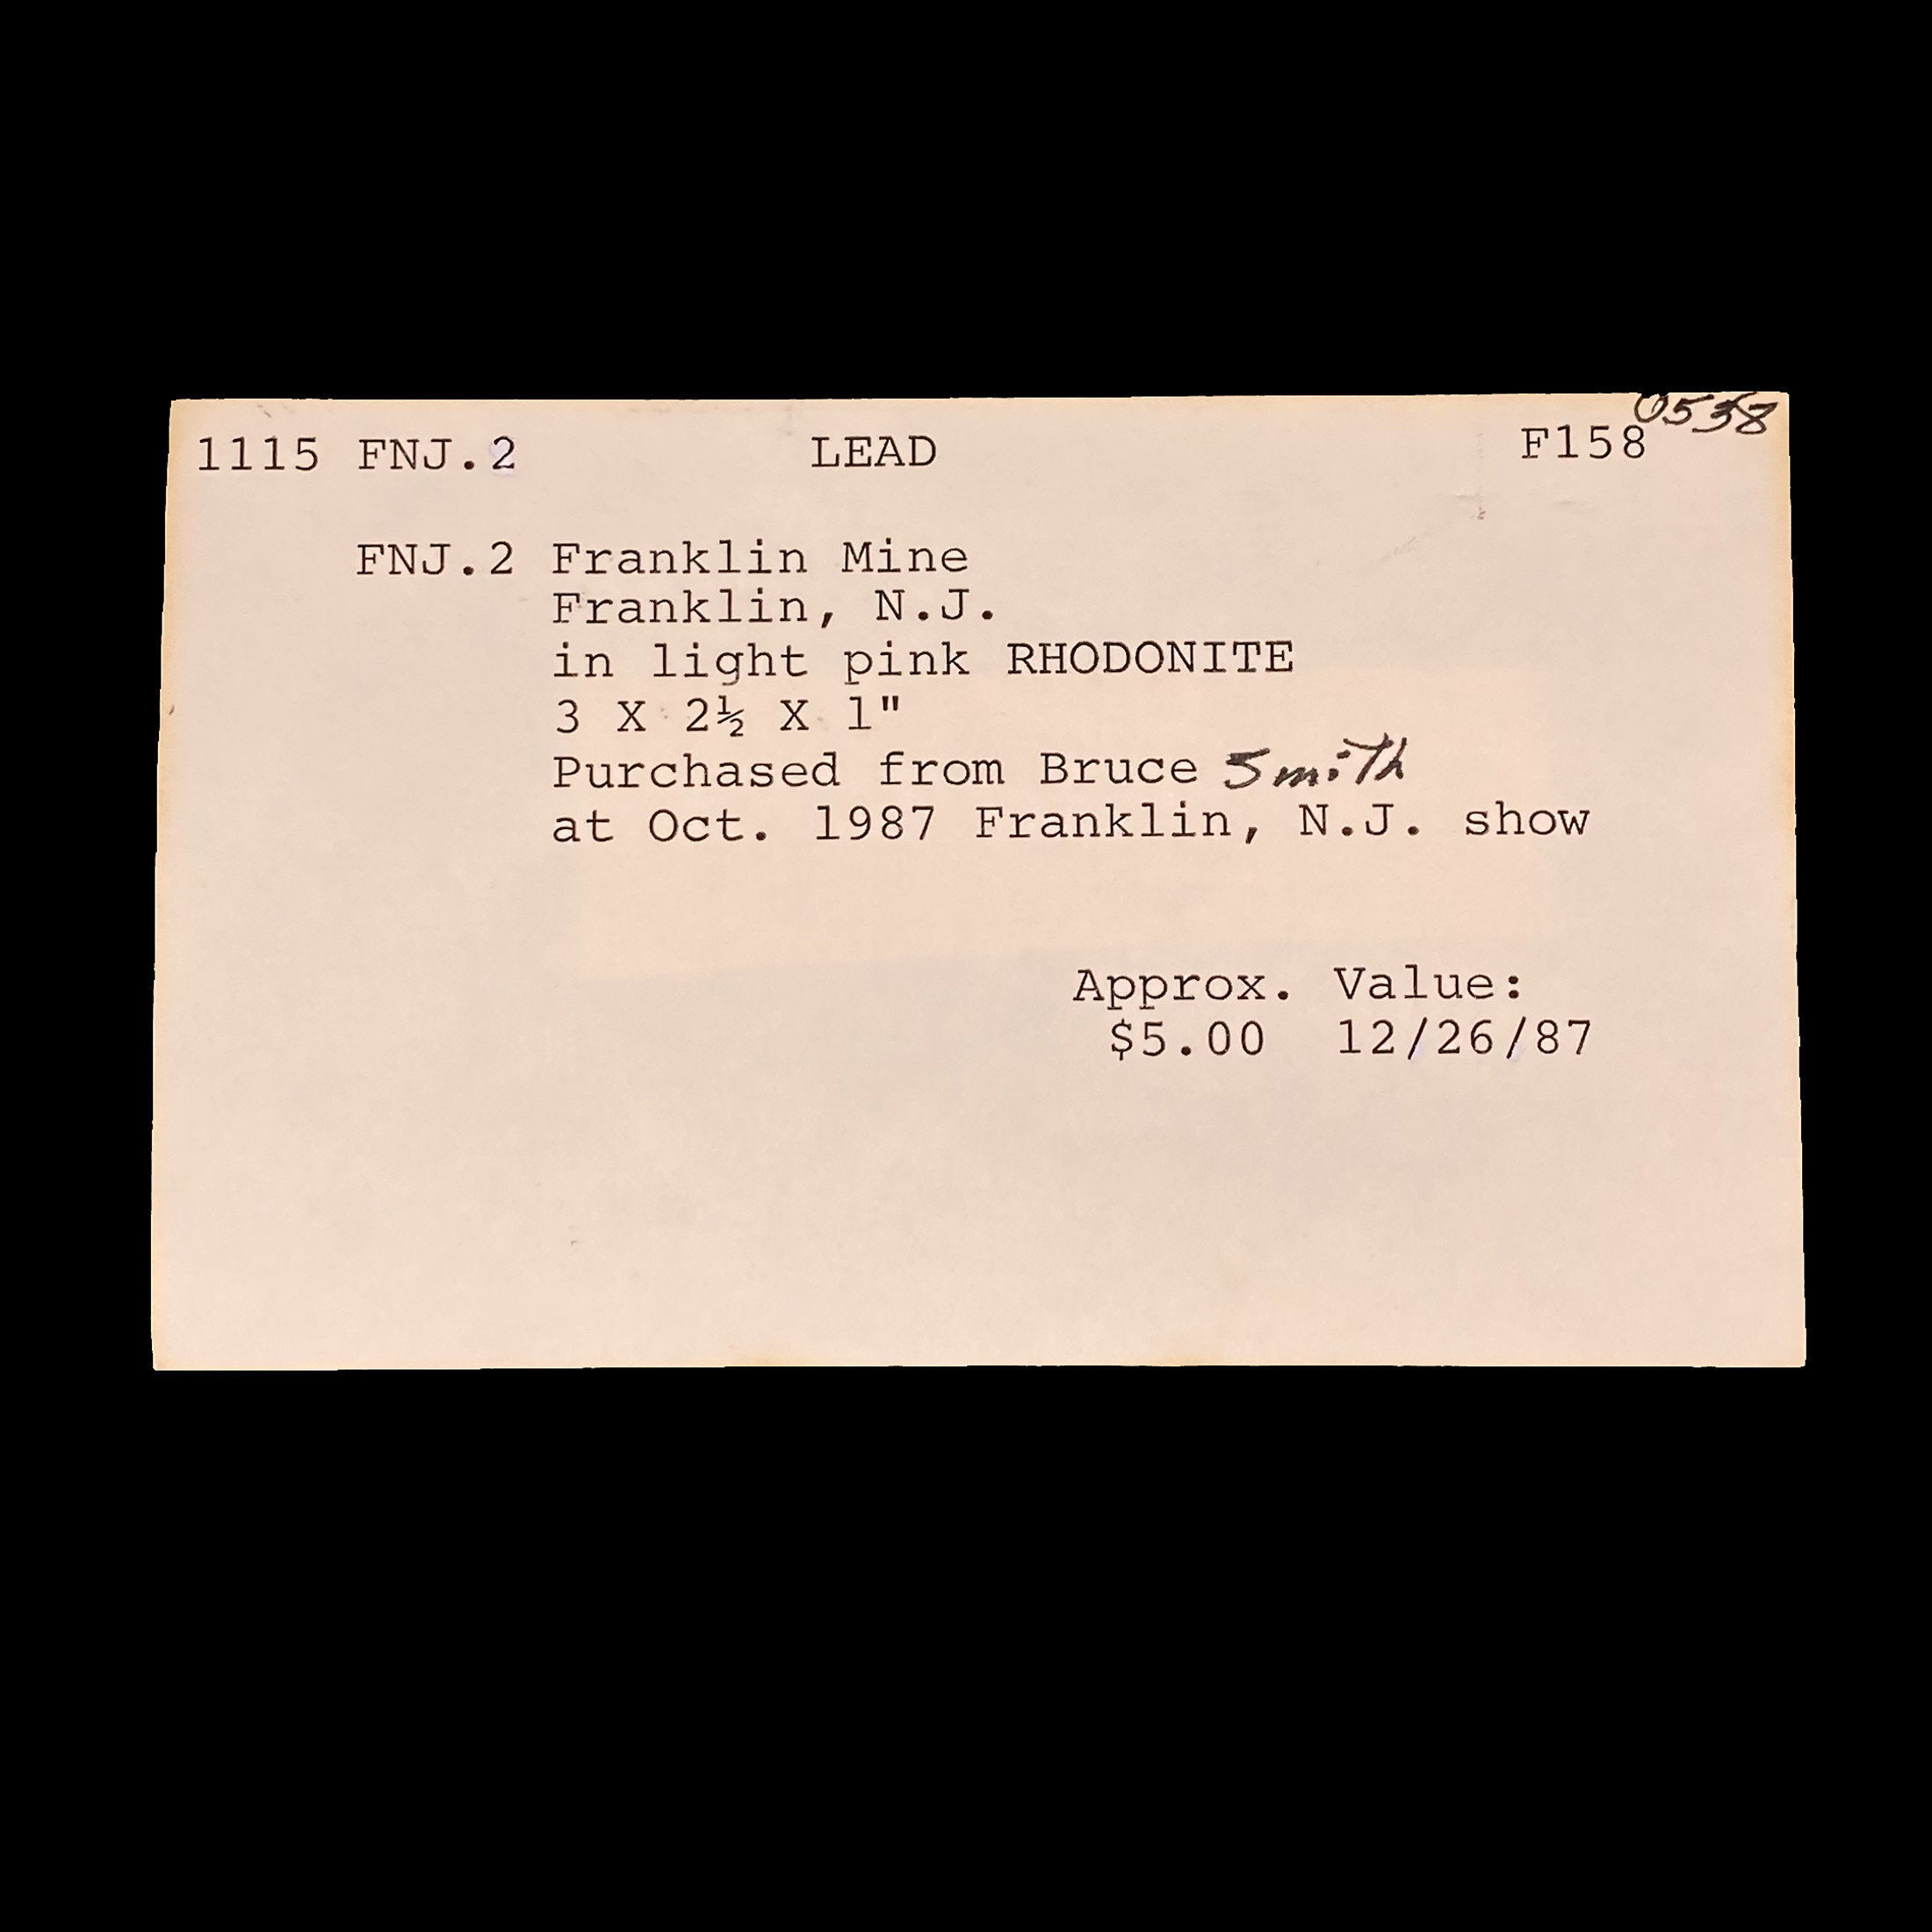 0538
1115 FNJ.2 LEAD F158
FNJ.2 Franklin Mine
Franklin, N.J.
in light pink RHODONITE
3 X 2½ X 1"
Purchased from Bruce Smith
at Oct. 1987 Franklin, N.J. show
Approx. Value:
$5.00 12/26/87